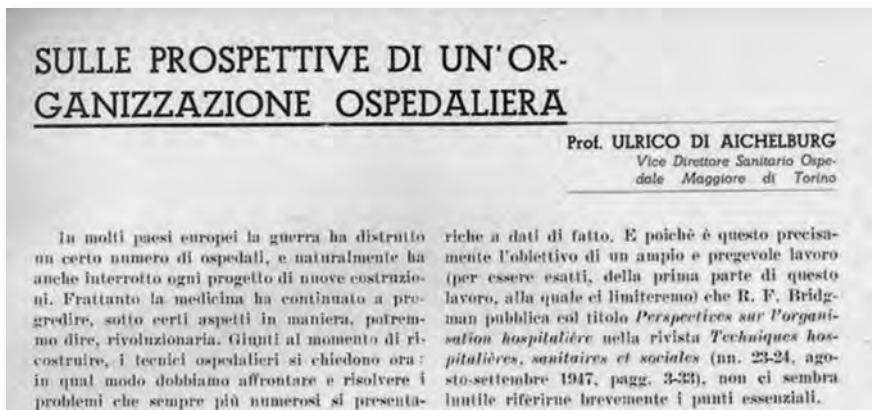 SULLE PROSPETTIVE DI UN'OR-
GANIZZAZIONE OSPEDALIERA
Prof. ULRICO DI AICHELBURG
Vice Direttore Sanitario Ospe-
dale Maggiore di Torino
In molti paesi europei la guerra ha distrutto
un certo numero di ospedali, e naturalmente ha
anche interrotto ogni progetto di nuove costruzio-
ni. Frattanto la medicina ha continuato a pro-
gredire, sotto certi aspetti in maniera, potrem-
mo dire, rivoluzionaria. Giunti al momento di ri-
costruire, i tecnici ospedalieri si chiedono ora:
in qual modo dobbiamo affrontare e risolvere i
problemi che sempre più numerosi si presenta-
riche a dati di fatto. E poichè è questo precisa-
mente l'obiettivo di un ampio e pregevole lavoro
(per essere esatti, della prima parte di questo
lavoro, alla quale ci limiteremo) che R. F. Bridg-
man pubblica col titolo Perspectives sur l'organi-
sation hospitalière nella rivista Techniques hos-
pitalières, sanitaires et sociales (nn. 23-24, ago-
sto-settembre 1947, pagg. 3-33), non ci sembra
inutile riferirne brevemente i punti essenziali.